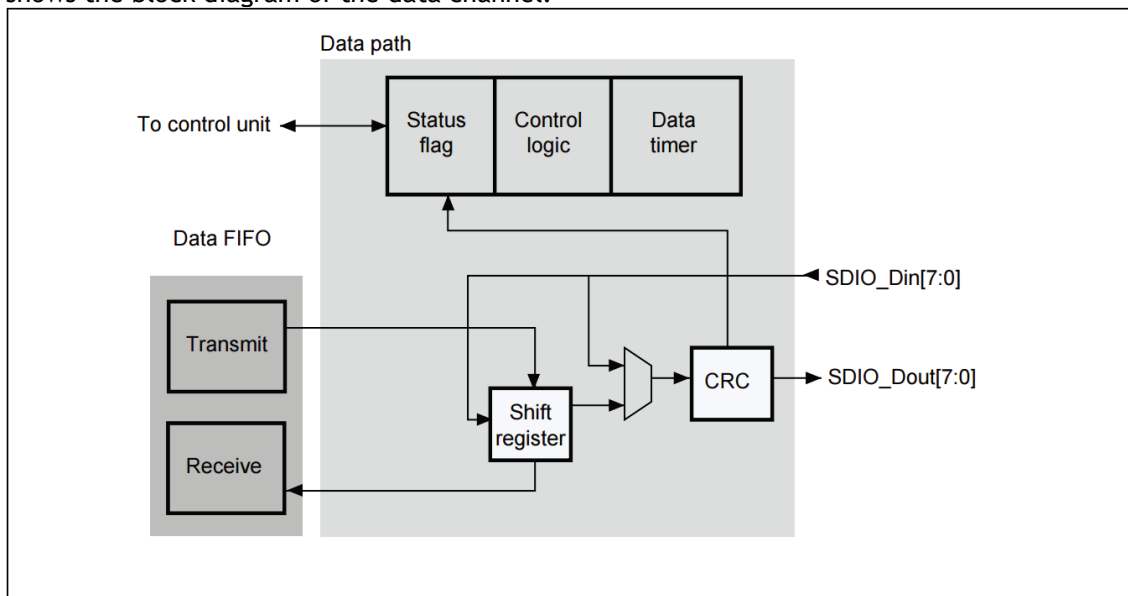 shows the block diagram of the data channel.
Data path
To control unit
Status
flag
Control
logic
Data
timer
Data FIFO
SDIO_Din[7:0]
Transmit
CRC
SDIO_Dout[7:0]
Shift
register
Receive